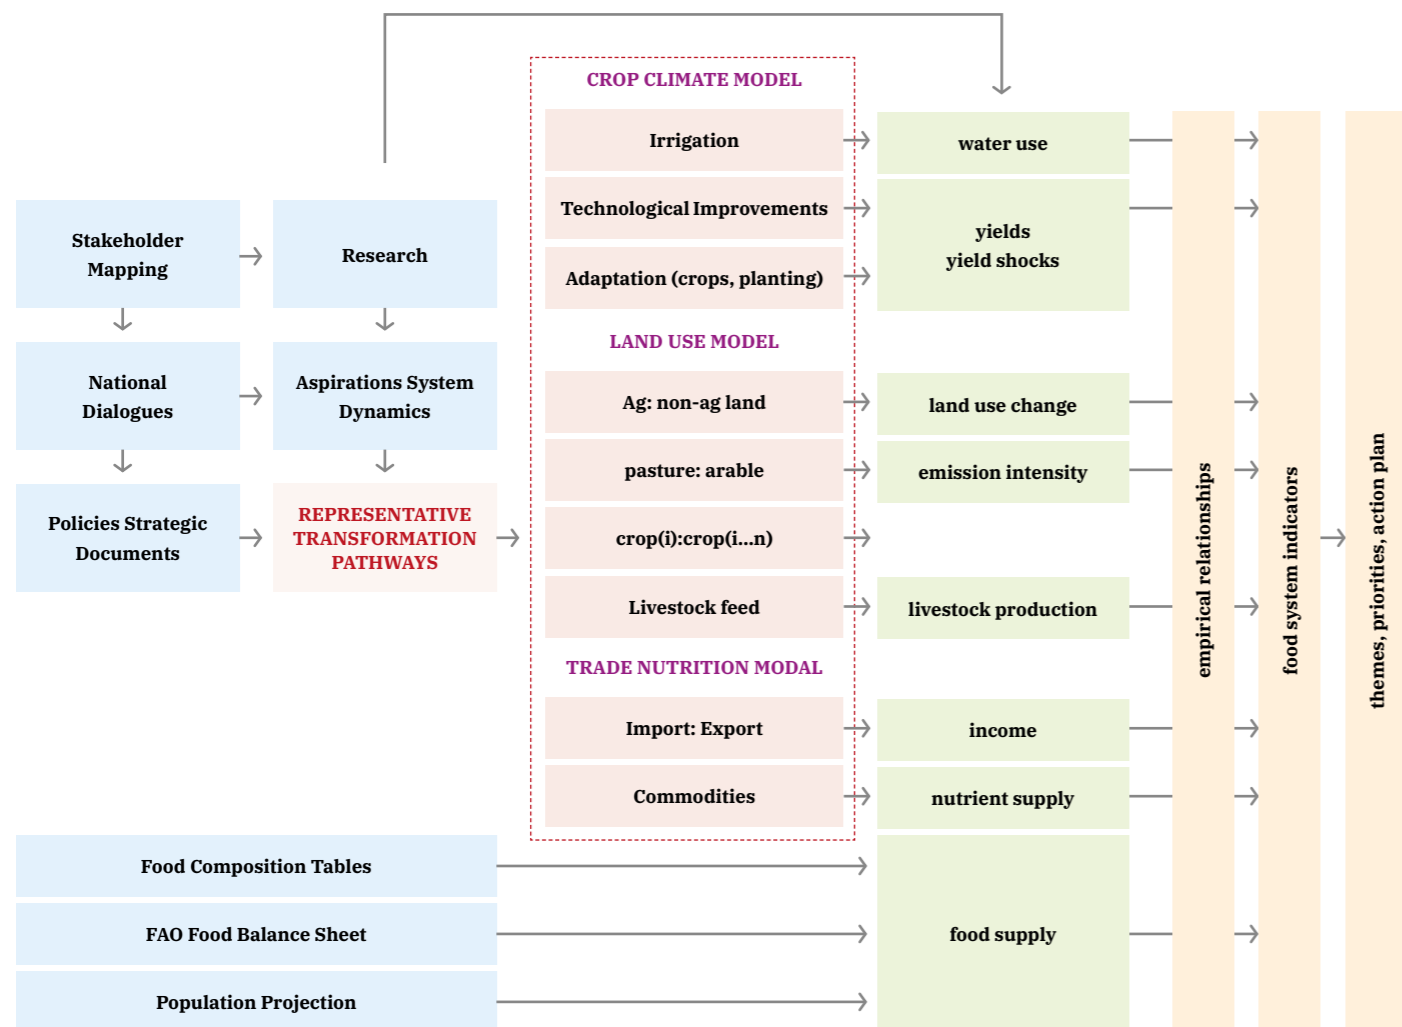 CROP CLIMATE MODEL
Irrigation
Technological Improvements
Adaptation (crops, planting)
water use
yields
yield shocks
Stakeholder
Mapping
Research
National
Dialogues
Aspirations System
Dynamics
Policies Strategic
Documents
REPRESENTATIVE
TRANSFORMATION
PATHWAYS
LAND USE MODEL
Ag: non-ag land
pasture: arable
crop(i):crop(i...n)
Livestock feed
land use change
emission intensity
livestock production
TRADE NUTRITION MODAL
Import: Export
Commodities
income
nutrient supply
Food Composition Tables
FAO Food Balance Sheet
Population Projection
food supply
empirical relationships
food system indicators
themes, priorities, action plan